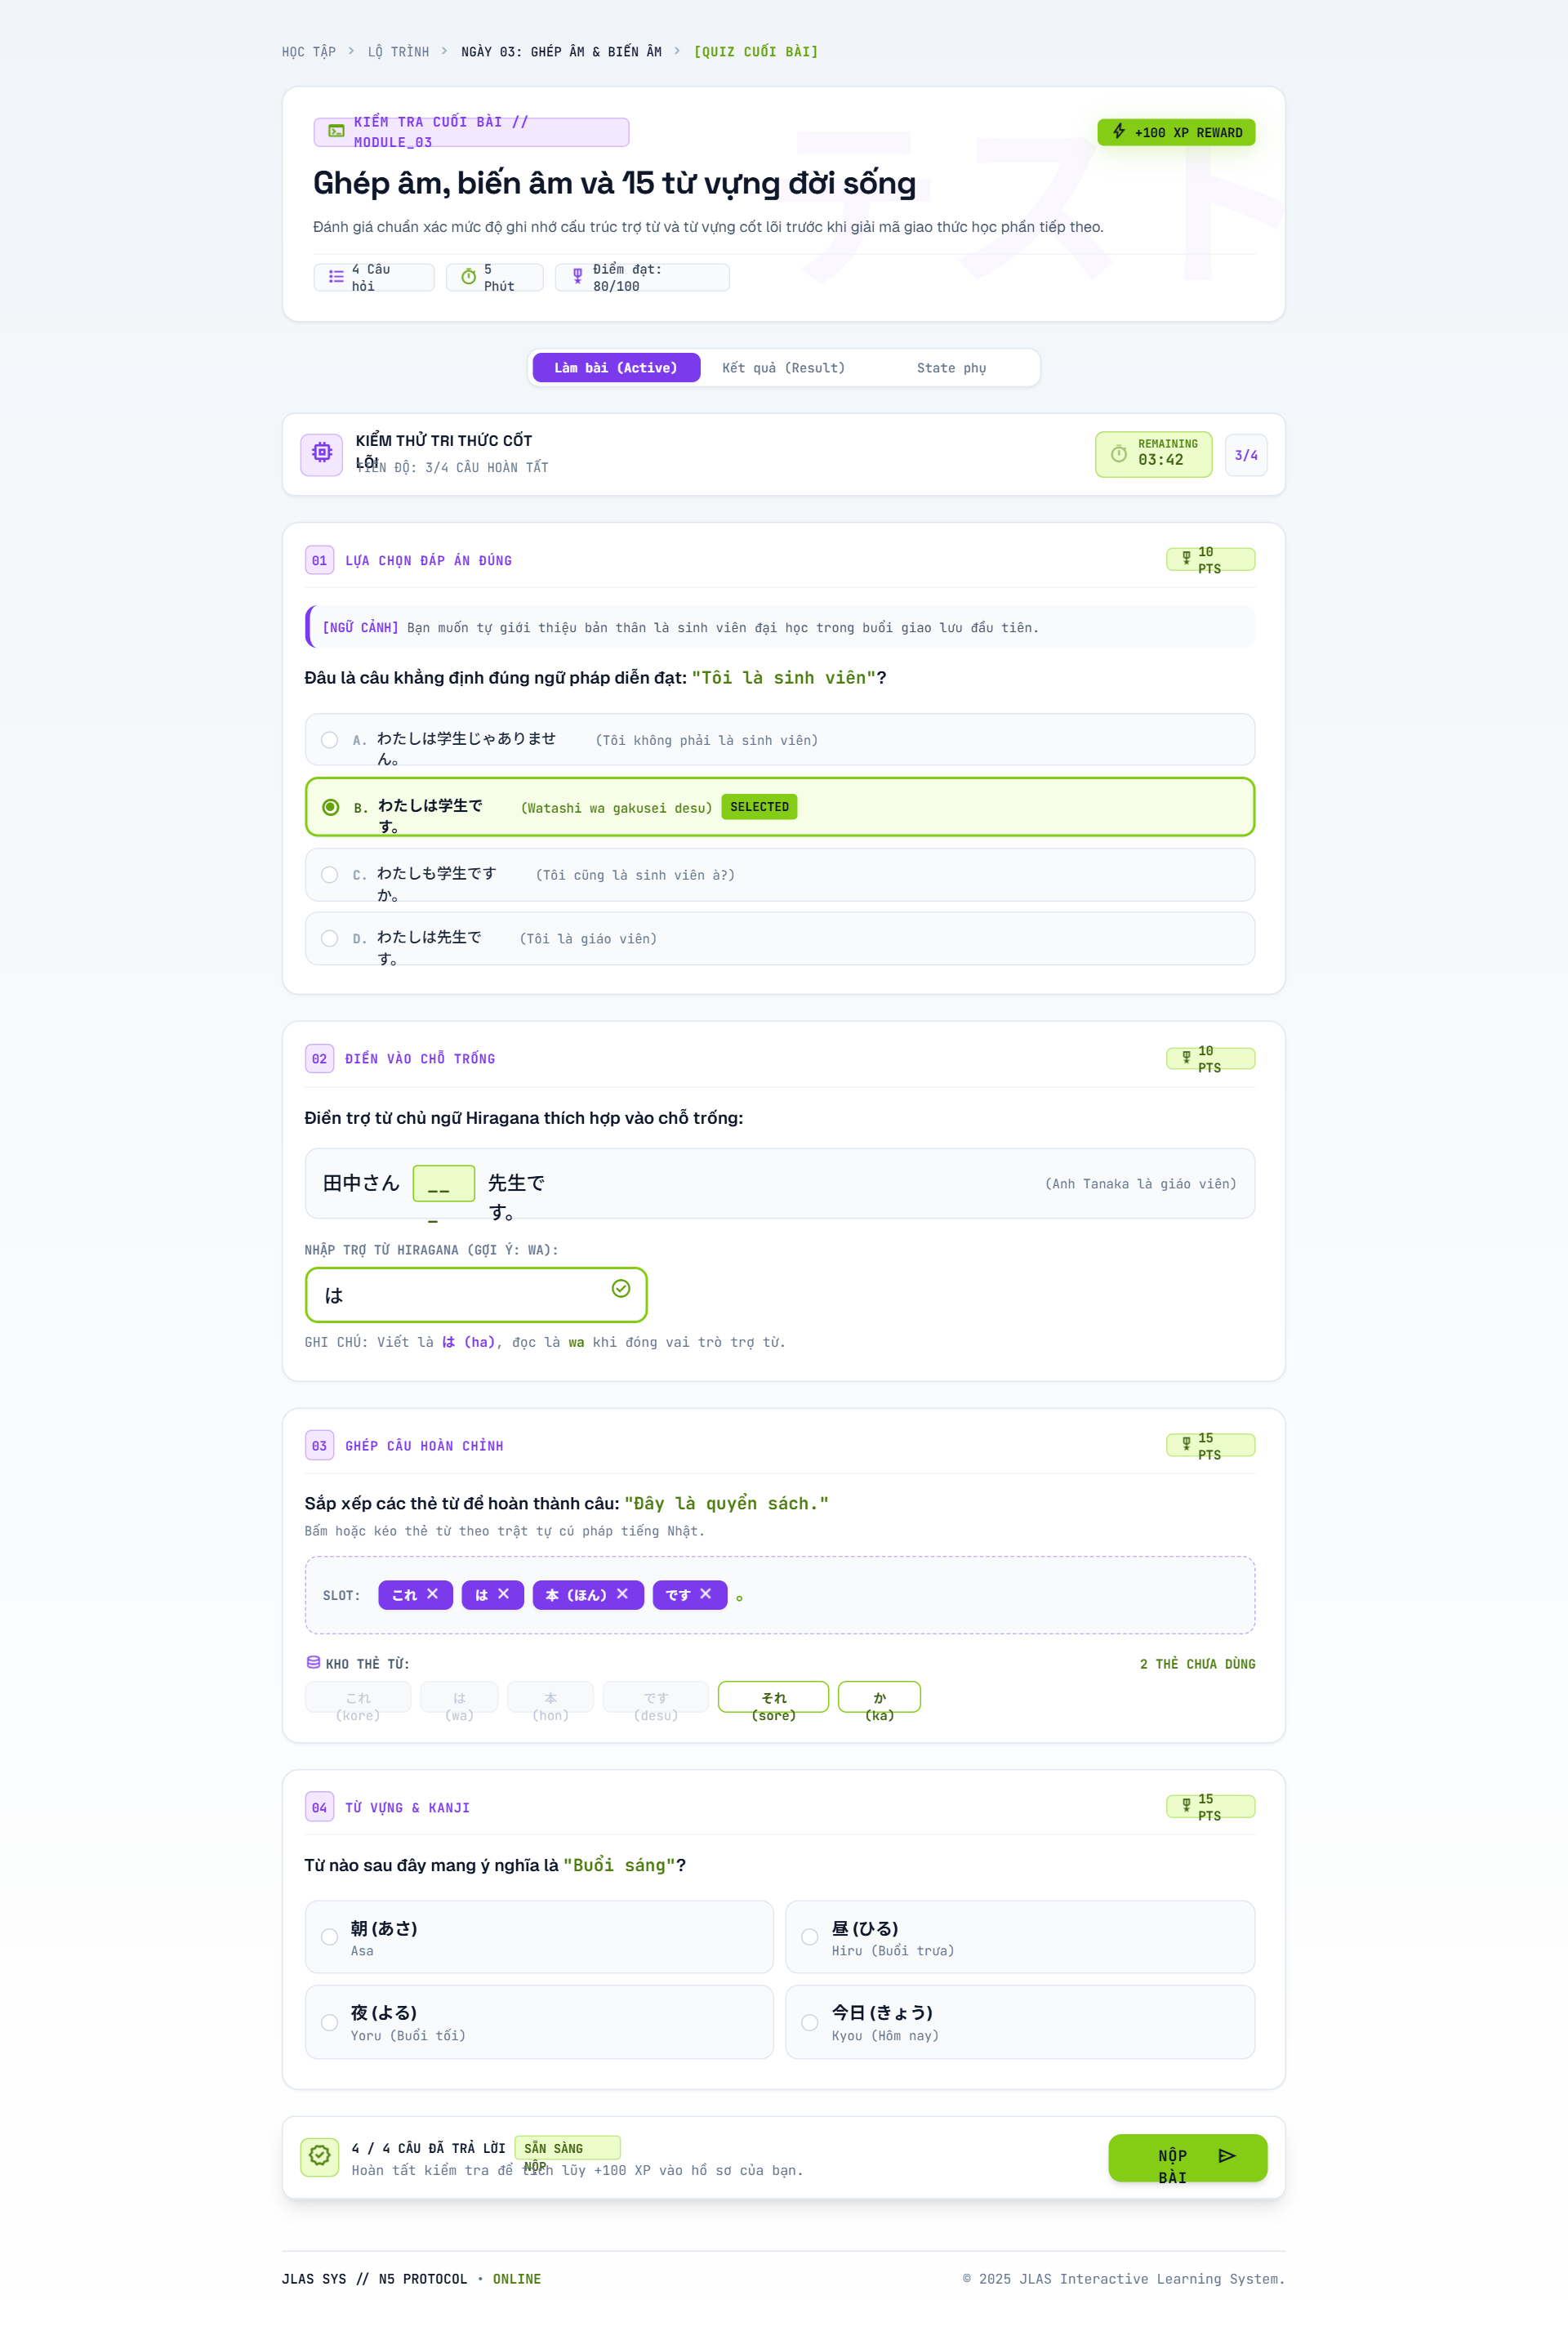 HỌC TẬP > LỘ TRÌNH > NGÀY 03: GHÉP ÂM & BIẾN ÂM > [QUIZ CUỐI BÀI]
テスト
KIỂM TRA CUỐI BÀI //
MODULE_03
+100 XP REWARD
Ghép âm, biến âm và 15 từ vựng đời sống
Đánh giá chuẩn xác mức độ ghi nhớ cấu trúc trợ từ và từ vựng cốt lõi trước khi giải mã giao thức học phần tiếp theo.
4 Câu
hỏi
5
Phút
Điểm đạt:
80/100
Làm bài (Active)
Kết quả (Result)
State phụ
KIỂM THỬ TRI THỨC CỐT
LÕI
TIẾN ĐỘ: 3/4 CÂU HOÀN TẤT
REMAINING
03:42
3/4
01 LỰA CHỌN ĐÁP ÁN ĐÚNG
10
PTS
[NGỮ CẢNH] Bạn muốn tự giới thiệu bản thân là sinh viên đại học trong buổi giao lưu đầu tiên.
Đâu là câu khẳng định đúng ngữ pháp diễn đạt: "Tôi là sinh viên"?
A. わたしは学生じゃありませ
ん。
(Tôi không phải là sinh viên)
B. わたしは学生で
す。
(Watashi wa gakusei desu) SELECTED
C. わたしも学生です
か。
(Tôi cũng là sinh viên à?)
D. わたしは先生で
す。
(Tôi là giáo viên)
02 ĐIỀN VÀO CHỖ TRỐNG
10
PTS
Điền trợ từ chủ ngữ Hiragana thích hợp vào chỗ trống:
田中さん __
_
先生で
す。
(Anh Tanaka là giáo viên)
NHẬP TRỢ TỪ HIRAGANA (GỢI Ý: WA):
は
GHI CHÚ: Viết là は (ha), đọc là wa khi đóng vai trò trợ từ.
03 GHÉP CÂU HOÀN CHỈNH
15
PTS
Sắp xếp các thẻ từ để hoàn thành câu: "Đây là quyển sách."
Bấm hoặc kéo thẻ từ theo trật tự cú pháp tiếng Nhật.
SLOT: これ × は × 本 (ほん) × です × 。
KHO THẺ TỪ:
2 THẺ CHƯA DÙNG
これ
(kore)
は
(wa)
本
(hon)
です
(desu)
それ
(sore)
か
(ka)
04 TỪ VỰNG & KANJI
15
PTS
Từ nào sau đây mang ý nghĩa là "Buổi sáng"?
朝 (あさ)
Asa
昼 (ひる)
Hiru (Buổi trưa)
夜 (よる)
Yoru (Buổi tối)
今日 (きょう)
Kyou (Hôm nay)
4 / 4 CÂU ĐÃ TRẢ LỜI
SẴN SÀNG
NỘP
Hoàn tất kiểm tra để tích lũy +100 XP vào hồ sơ của bạn.
NỘP
BÀI
JLAS SYS // N5 PROTOCOL • ONLINE
© 2025 JLAS Interactive Learning System.